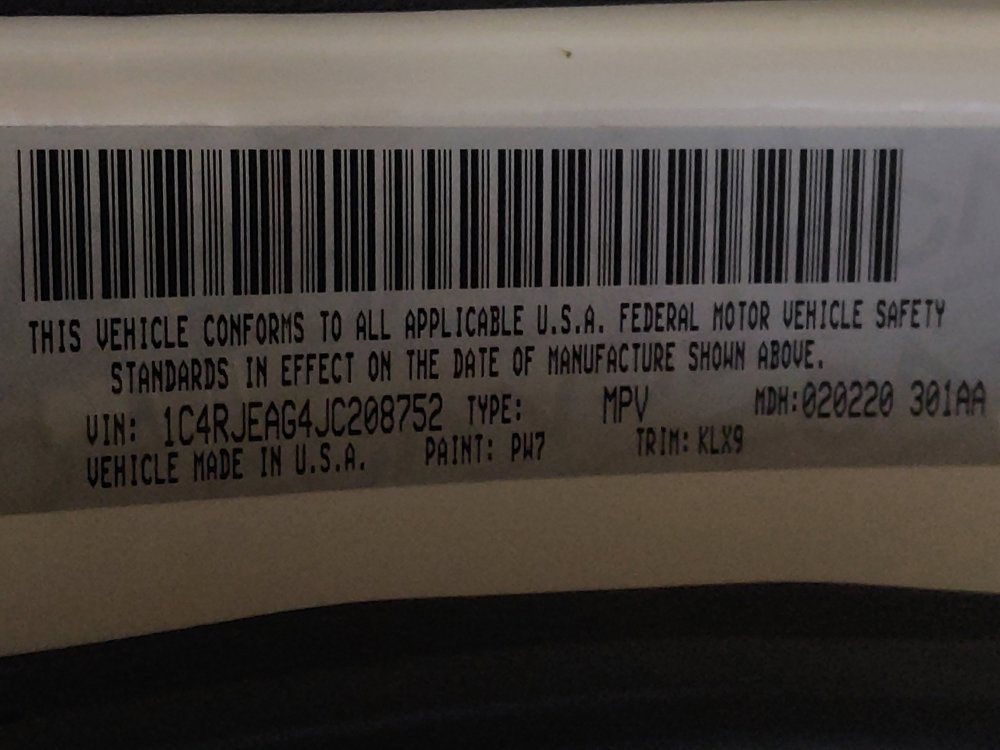 THIS VEHICLE CONFORMS TO ALL APPLICABLE U.S.A. FEDERAL MOTOR VEHICLE SAFETY
STANDARDS IN EFFECT ON THE DATE OF MANUFACTURE SHOWN ABOVE.
VIN: 1C4RJEAG4JC208752 TYPE: MPV MDH:020220 301AA
VEHICLE MADE IN U.S.A. PAINT: PW7 TRIM: KLX9